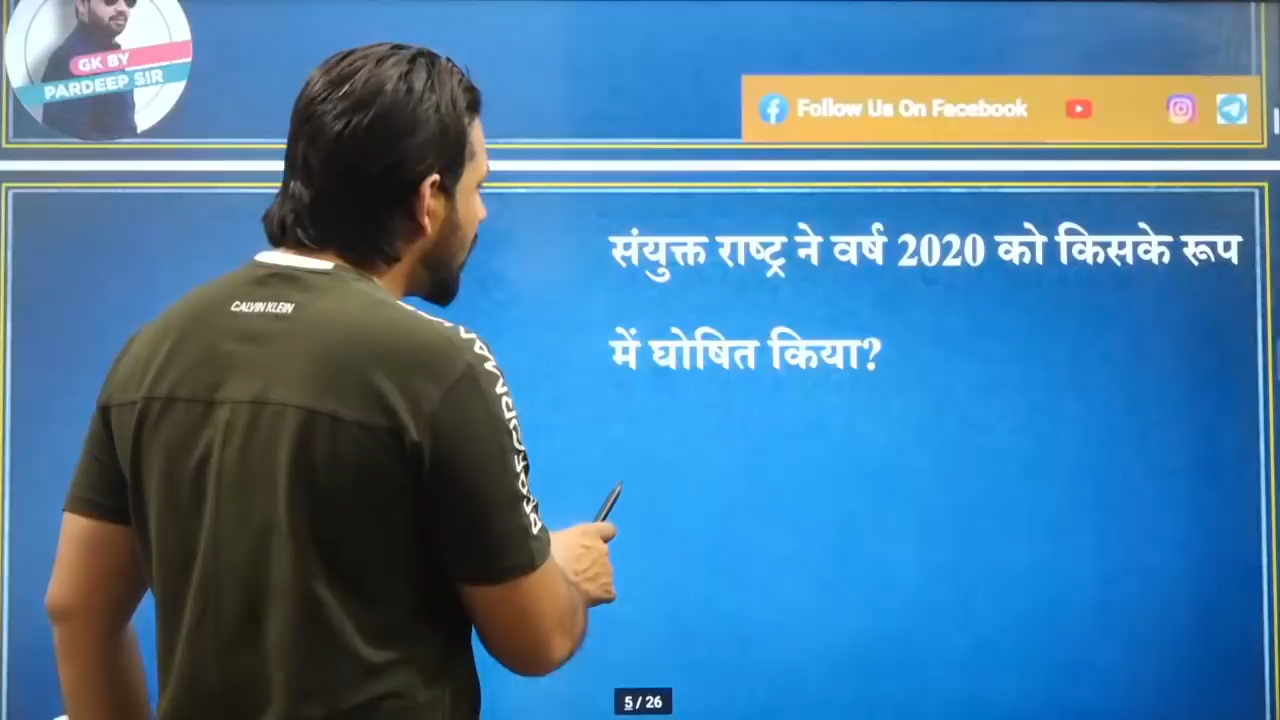 GK BY
PARDEEP SIR
Follow Us On Facebook
संयुक्त राष्ट्र ने वर्ष 2020 को किसके रूप
में घोषित किया?
CALVIN KLEIN
5 / 26